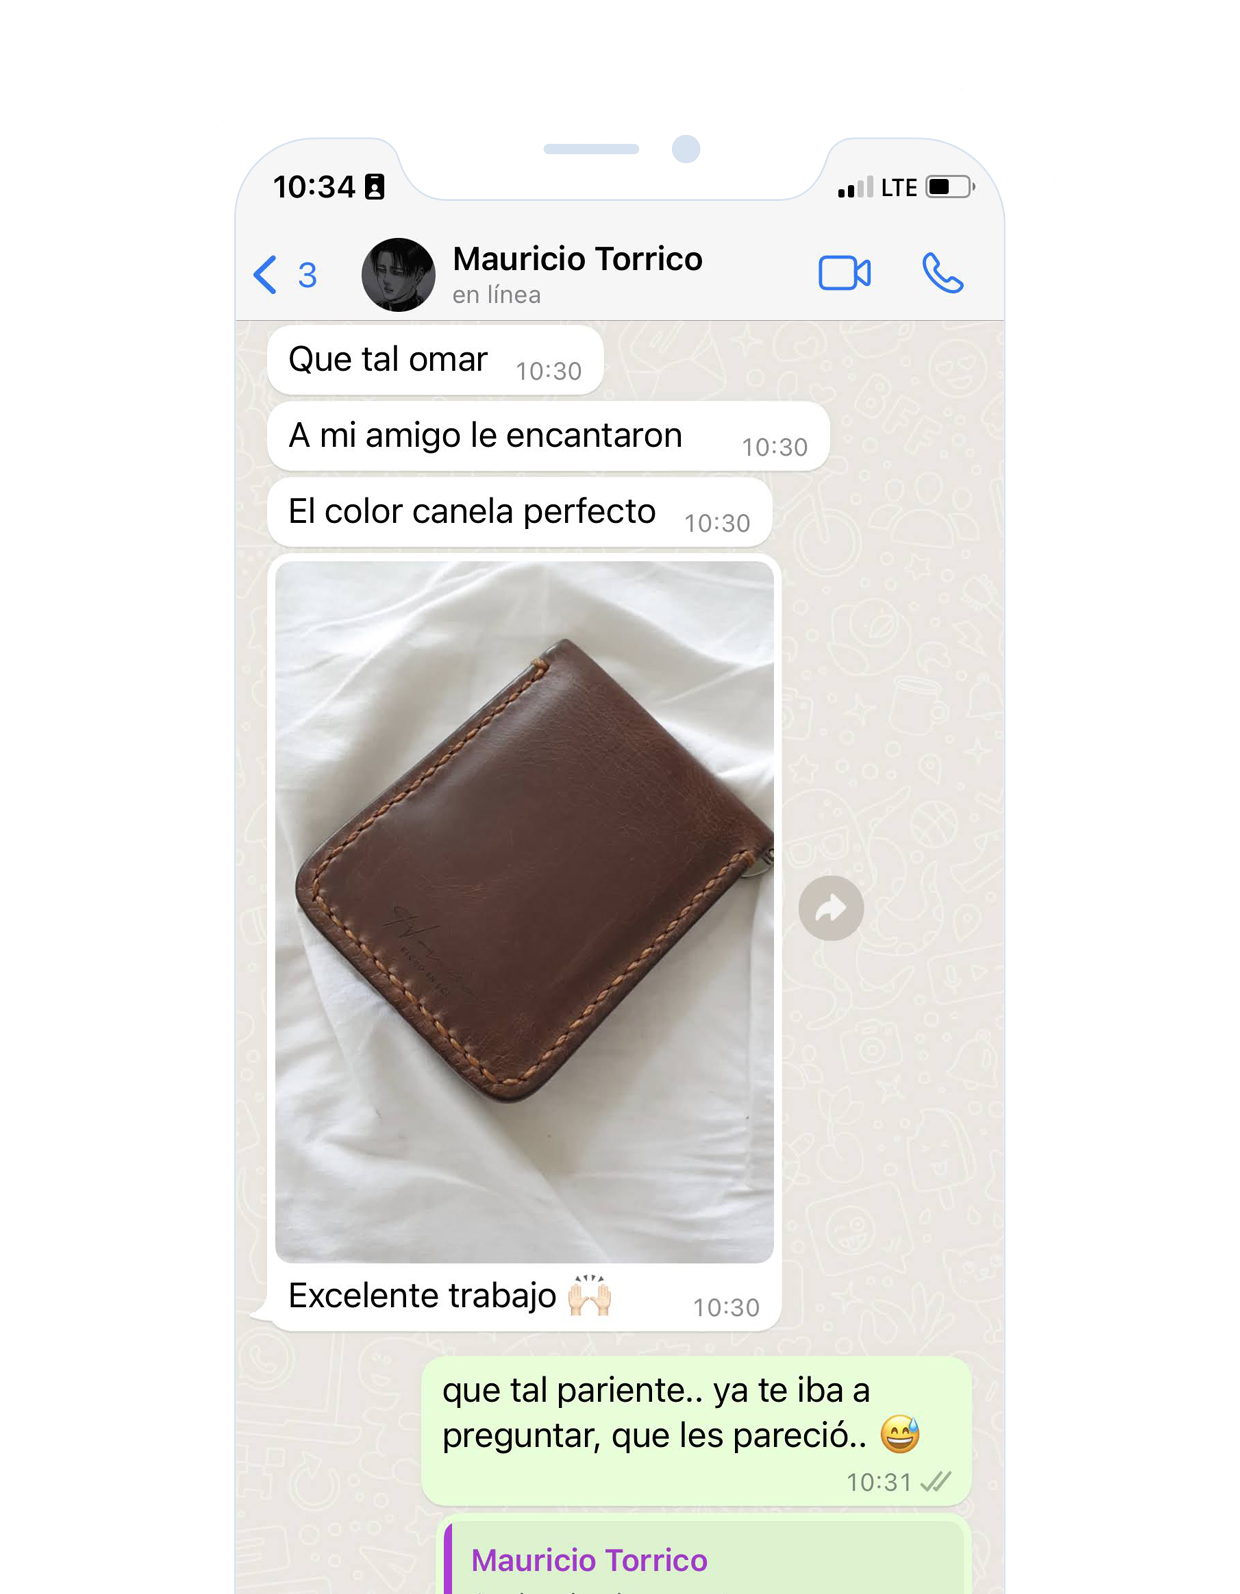 10:34
LTE
3
Mauricio Torrico
en línea
Que tal omar 10:30
A mi amigo le encantaron 10:30
El color canela perfecto 10:30
Excelente trabajo 🙌🏻 10:30
que tal pariente.. ya te iba a
preguntar, que les pareció.. 😅
10:31
Mauricio Torrico